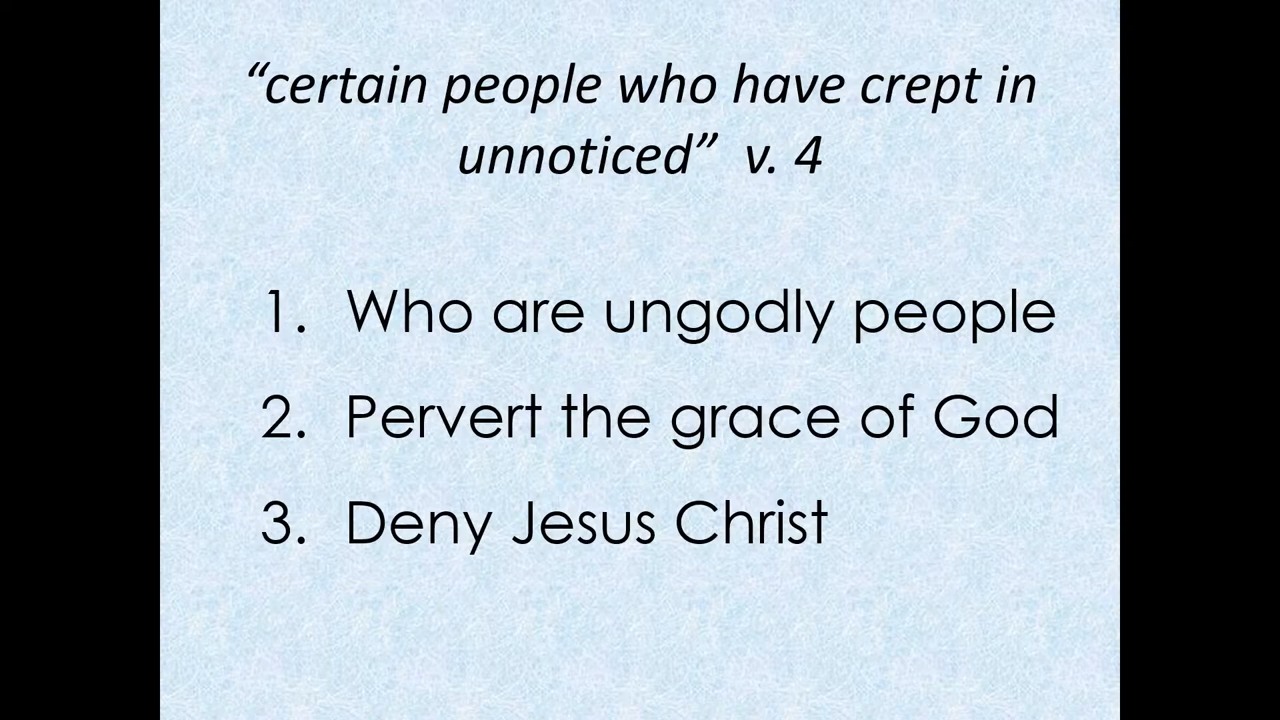 “certain people who have crept in
unnoticed” v. 4
1. Who are ungodly people
2. Pervert the grace of God
3. Deny Jesus Christ